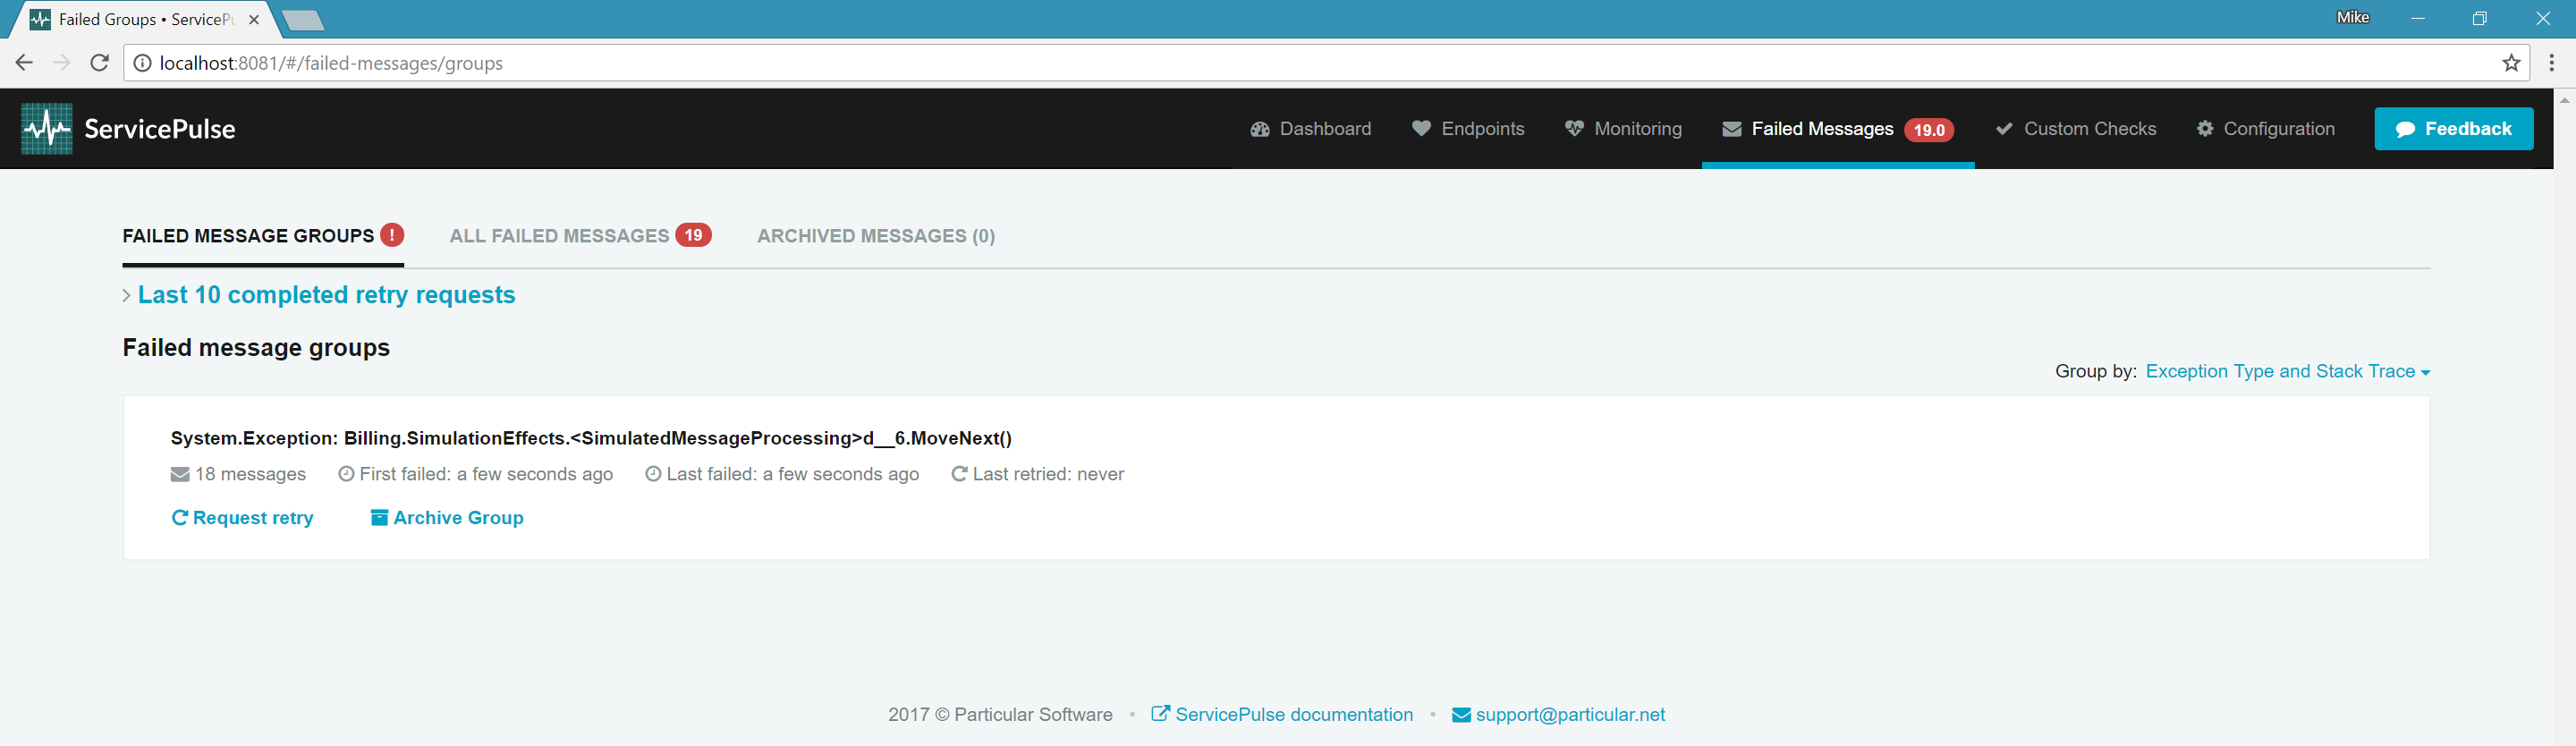 Failed Groups • ServicePu
Mike
localhost:8081/#/failed-messages/groups
ServicePulse
Dashboard Endpoints Monitoring Failed Messages 19.0 Custom Checks Configuration Feedback
FAILED MESSAGE GROUPS ! ALL FAILED MESSAGES 19 ARCHIVED MESSAGES (0)
Last 10 completed retry requests
Failed message groups
Group by: Exception Type and Stack Trace
System.Exception: Billing.SimulationEffects.<SimulatedMessageProcessing>d__6.MoveNext()
18 messages First failed: a few seconds ago Last failed: a few seconds ago Last retried: never
Request retry Archive Group
2017 © Particular Software • ServicePulse documentation • support@particular.net